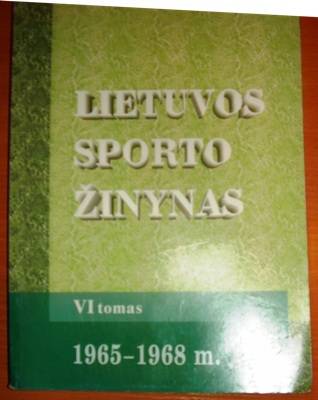 LIETUVOS
SPORTO
ŽINYNAS
VI tomas
1965–1968 m.